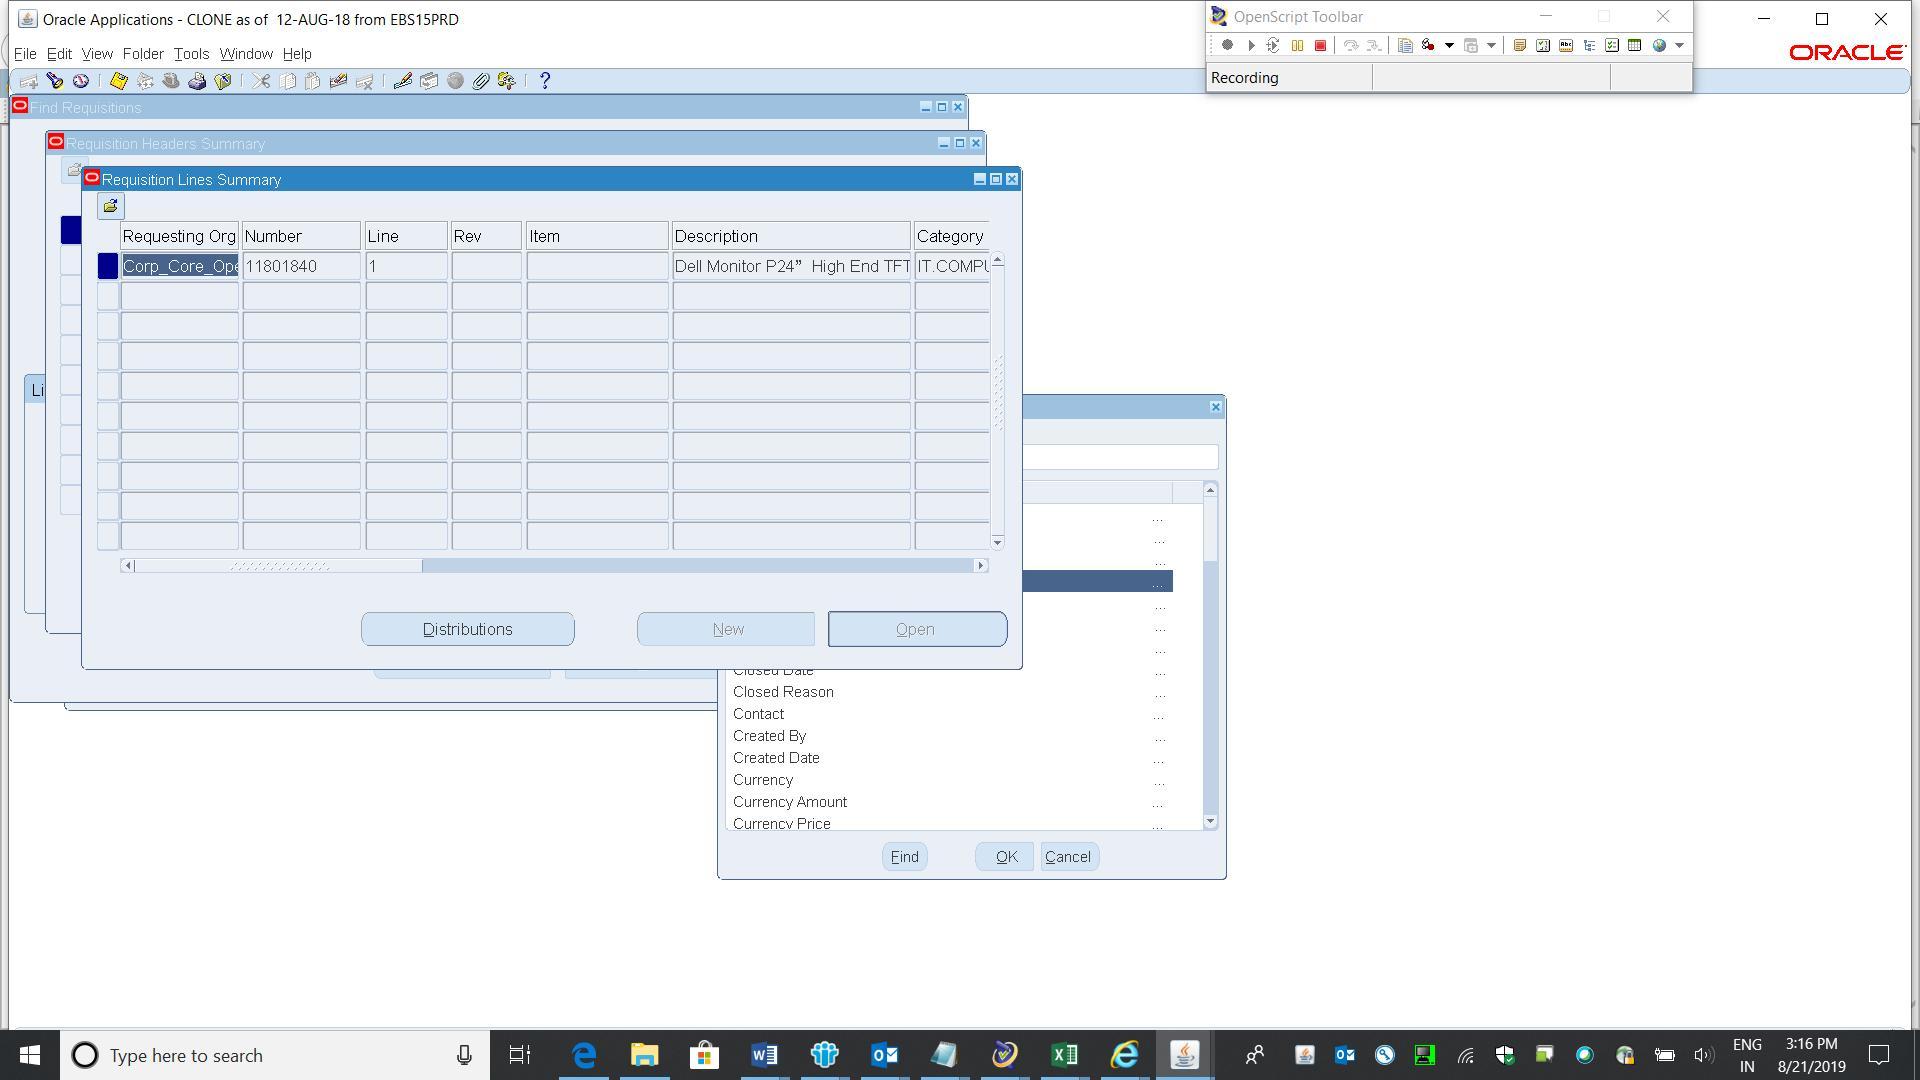 Oracle Applications - CLONE as of 12-AUG-18 from EBS15PRD
OpenScript Toolbar
File Edit View Folder Tools Window Help
ORACLE
Recording
Find Requisitions
Requisition Headers Summary
Requisition Lines Summary
Requesting Org Number Line Rev Item Description Category
Corp_Core_Ope 11801840 1 Dell Monitor P24” High End TFT IT.COMPU
Li
...
...
...
...
...
...
...
Distributions New Open
Closed Date ...
Closed Reason ...
Contact ...
Created By ...
Created Date ...
Currency ...
Currency Amount ...
Currency Price ...
Find OK Cancel
Type here to search
ENG
IN
3:16 PM
8/21/2019